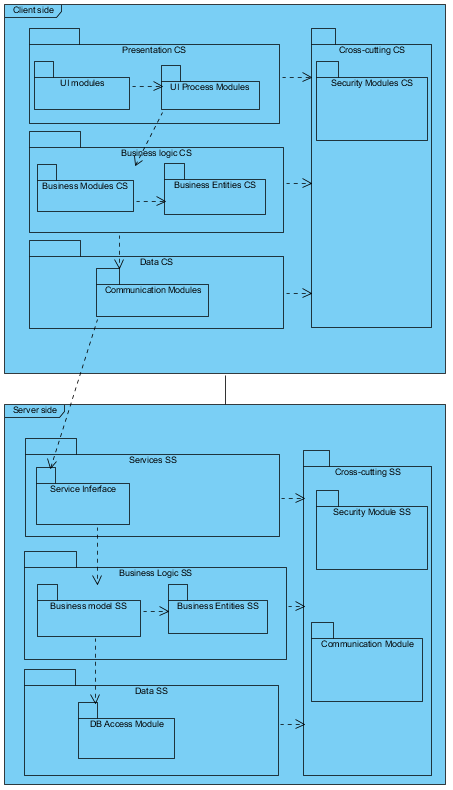 Client side
Presentation CS
Cross-cutting CS
UI modules
UI Process Modules
Security Modules CS
Business logic CS
Business Modules CS
Business Entities CS
Data CS
Communication Modules
Server side
Services SS
Cross-cutting SS
Service Inferface
Security Module SS
Business Logic SS
Business model SS
Business Entities SS
Communication Module
Data SS
DB Access Module